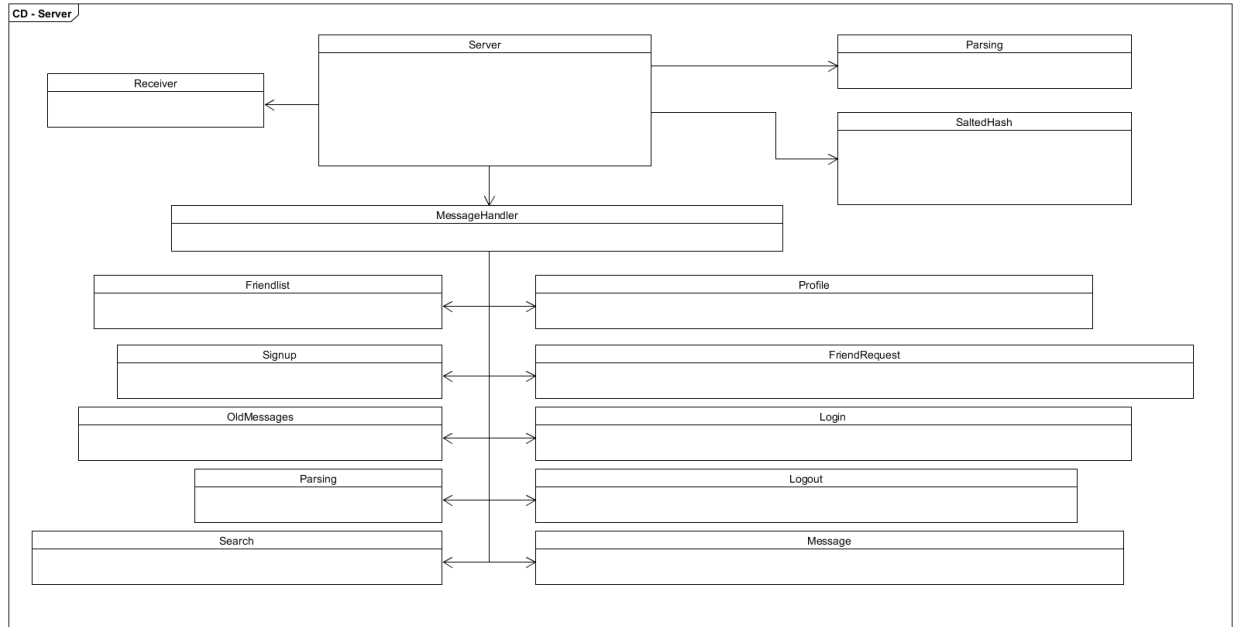 CD - Server
Server
Parsing
Receiver
SaltedHash
MessageHandler
Friendlist
Profile
Signup
FriendRequest
OldMessages
Login
Parsing
Logout
Search
Message